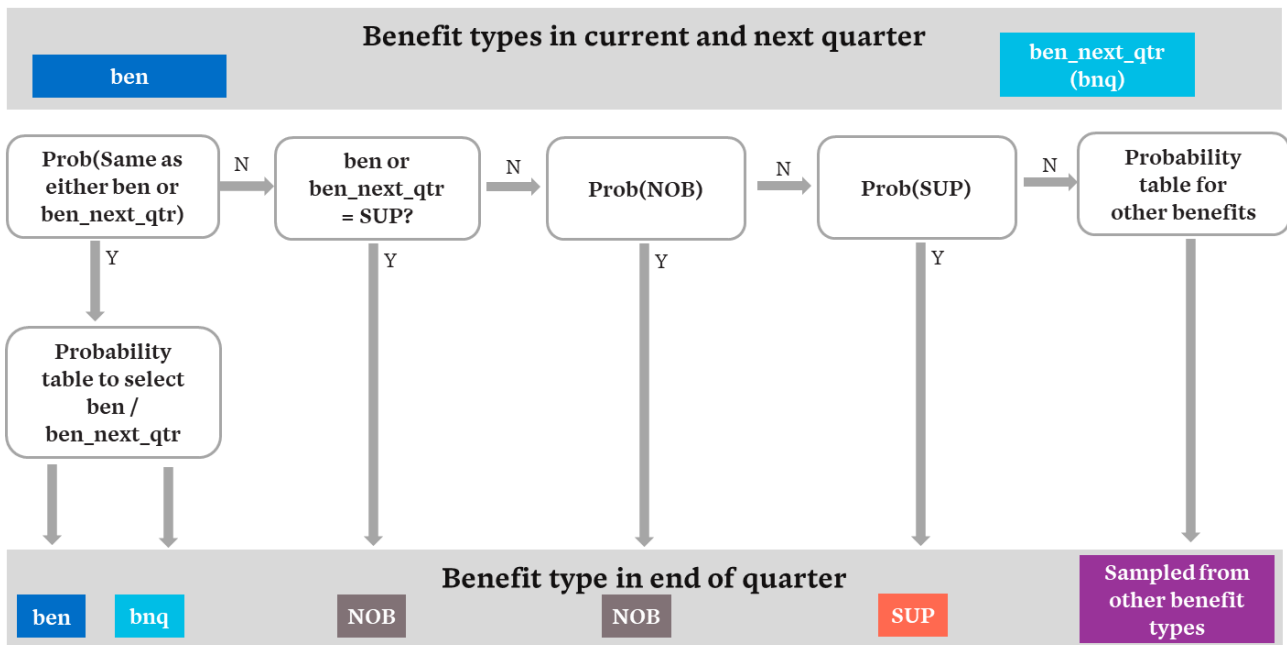 Benefit types in current and next quarter
ben
ben_next_qtr
(bnq)
Prob(Same as
either ben or
ben_next_qtr)
N
ben or
ben_next_qtr
= SUP?
N
Prob(NOB)
N
Prob(SUP)
N
Probability
table for
other benefits
Y
Y
Y
Y
Probability
table to select
ben /
ben_next_qtr
Benefit type in end of quarter
ben
bnq
NOB
NOB
SUP
Sampled from
other benefit
types